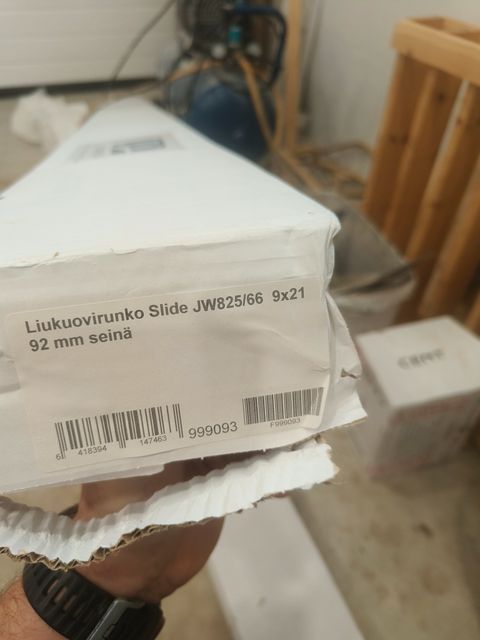 Liukuovirunko Slide JW825/66 9x21
92 mm seinä
6 418394 147463
999093
F999093